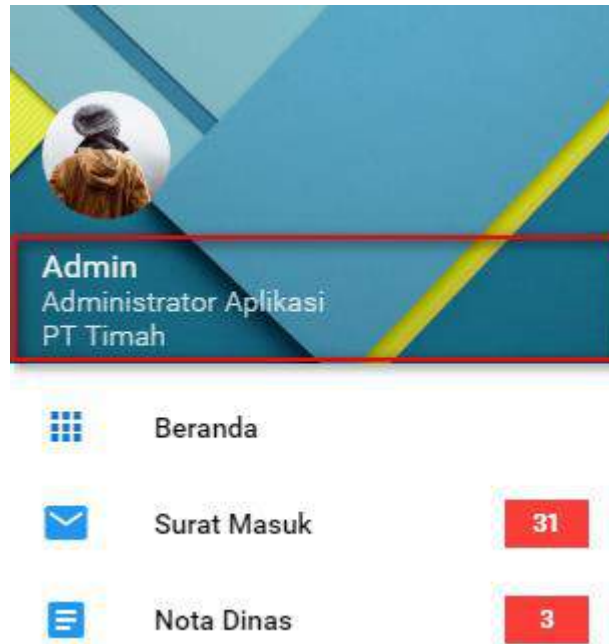 Admin
Administrator Aplikasi
PT Timah
Beranda
Surat Masuk 31
Nota Dinas 3